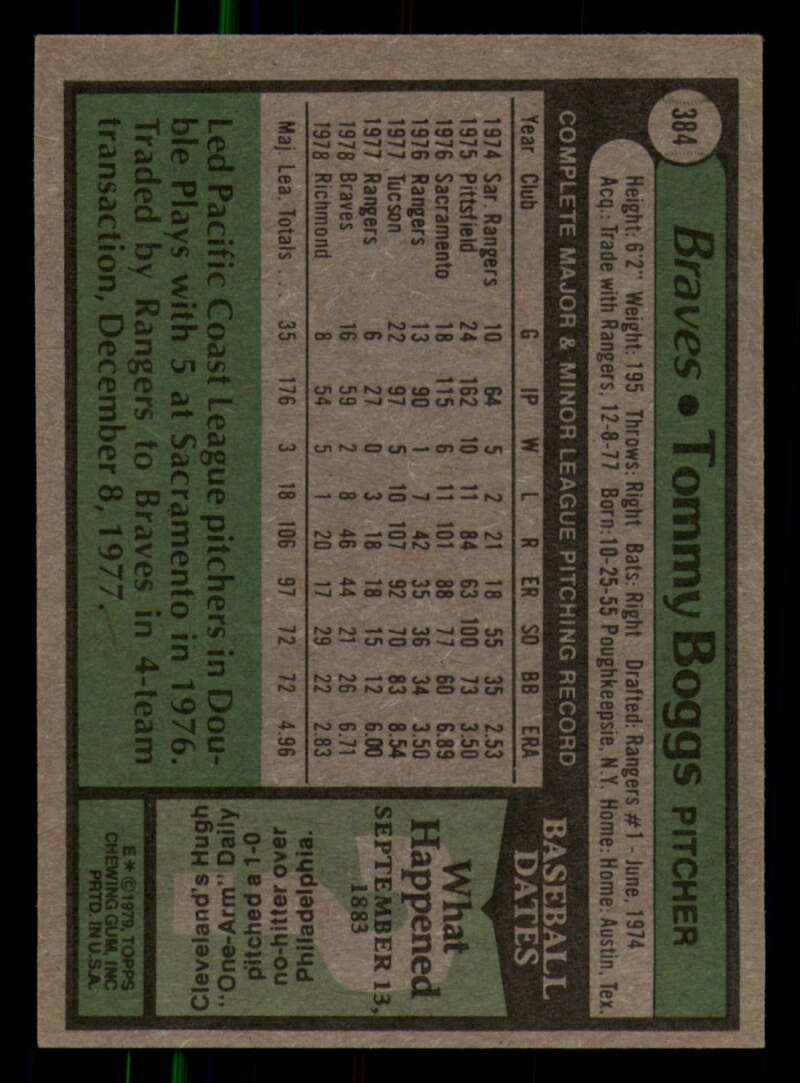 384
Braves • Tommy Boggs PITCHER
Height: 6'2" Weight: 195 Throws: Right Bats: Right Drafted: Rangers #1 - June, 1974
Acq.: Trade with Rangers, 12-8-77 Born: 10-25-55 Poughkeepsie, N.Y. Home: Home: Austin, Tex.
COMPLETE MAJOR & MINOR LEAGUE PITCHING RECORD
Year Club G IP W L R ER SO BB ERA
1974 Sar. Rangers 10 64 5 2 21 18 55 35 2.53
1975 Pittsfield 24 162 10 11 84 63 100 73 3.50
1976 Sacramento 18 115 6 11 101 88 77 60 6.89
1976 Rangers 13 90 1 7 42 35 36 34 3.50
1977 Tucson 22 97 5 10 107 92 70 83 8.54
1977 Rangers 6 27 0 3 18 18 15 12 6.00
1978 Braves 16 59 2 8 46 44 21 26 6.71
1978 Richmond 8 54 5 1 20 17 29 22 2.83
Maj. Lea. Totals . . . 35 176 3 18 106 97 72 72 4.96
Led Pacific Coast League pitchers in Dou-
ble Plays with 5 at Sacramento in 1976.
Traded by Rangers to Braves in 4-team
transaction, December 8, 1977.
BASEBALL
DATES
What
Happened
SEPTEMBER 13,
1883
Cleveland's Hugh
"One-Arm" Daily
pitched a 1-0
no-hitter over
Philadelphia.
E * © 1979, TOPPS
CHEWING GUM, INC
PRTD. IN U.S.A.